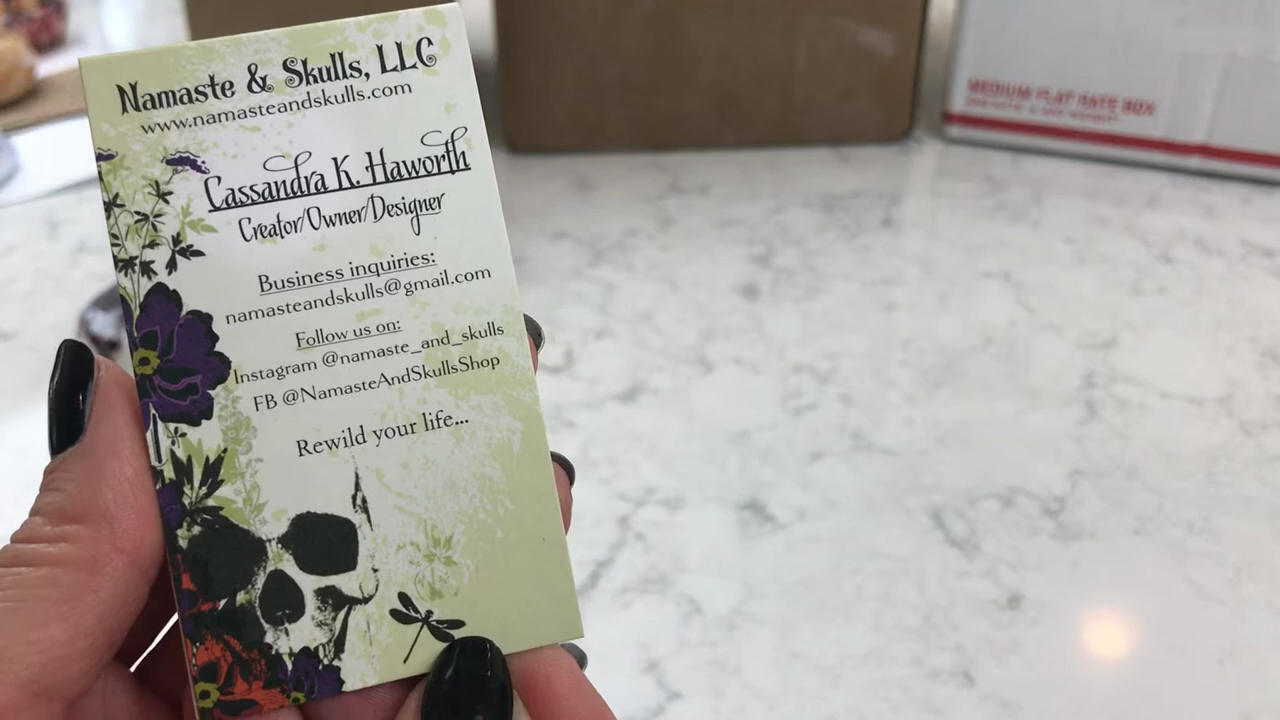 Namaste & Skulls, LLC
www.namasteandskulls.com
Cassandra K. Haworth
Creator/Owner/Designer
Business inquiries:
namasteandskulls@gmail.com
Follow us on:
Instagram @namaste_and_skulls
FB @NamasteAndSkullsShop
Rewild your life...
MEDIUM FLAT RATE BOX